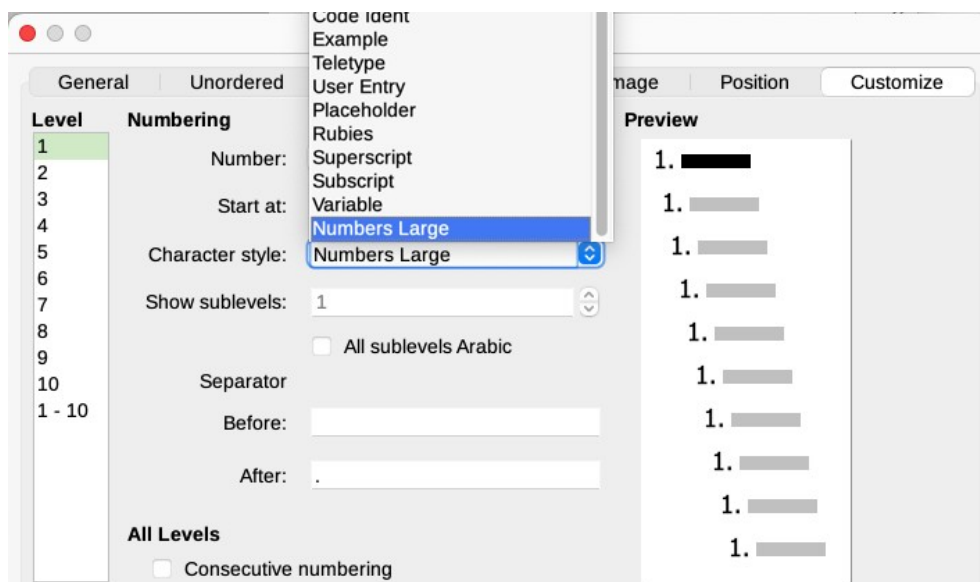 Code Ident
Example
Teletype
User Entry
Placeholder
Rubies
Superscript
Subscript
Variable
Numbers Large
General Unordered Position Customize
Level
1
2
3
4
5
6
7
8
9
10
1 - 10
Numbering
Number:
Start at:
Character style: Numbers Large
Show sublevels: 1
All sublevels Arabic
Separator
Before:
After: .
All Levels
Consecutive numbering
Preview
1.
1.
1.
1.
1.
1.
1.
1.
1.
1.